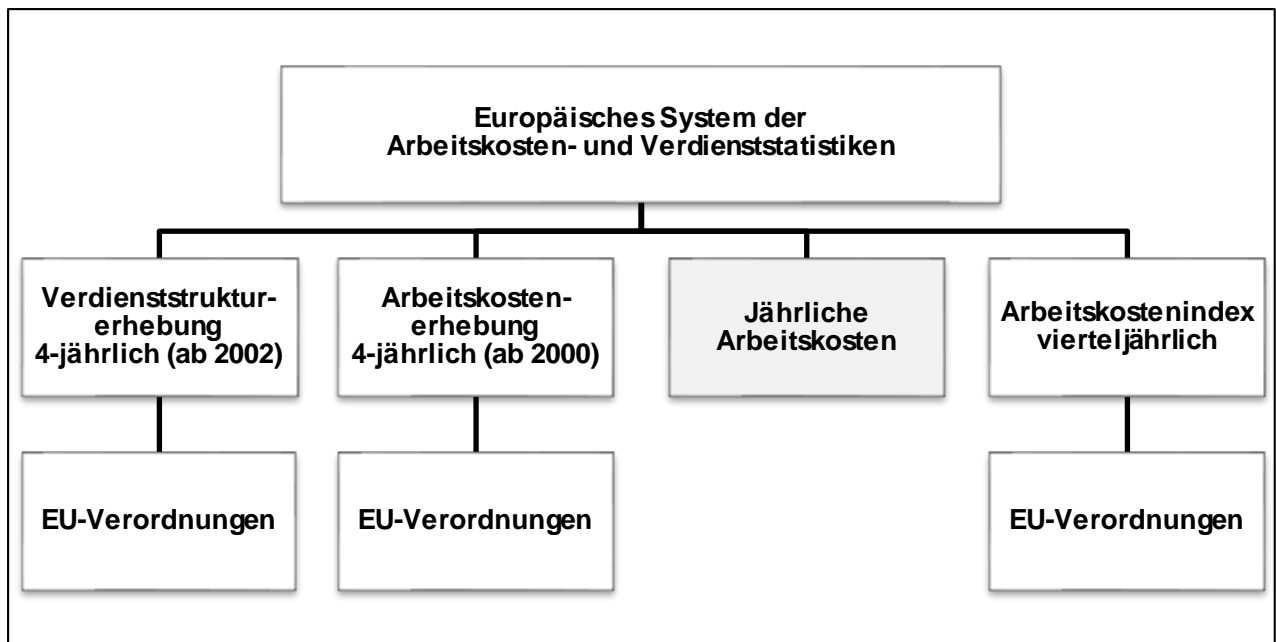 Europäisches System der
Arbeitskosten- und Verdienststatistiken
Verdienststruktur-
erhebung
4-jährlich (ab 2002)
Arbeitskosten-
erhebung
4-jährlich (ab 2000)
Jährliche
Arbeitskosten
Arbeitskostenindex
vierteljährlich
EU-Verordnungen
EU-Verordnungen
EU-Verordnungen